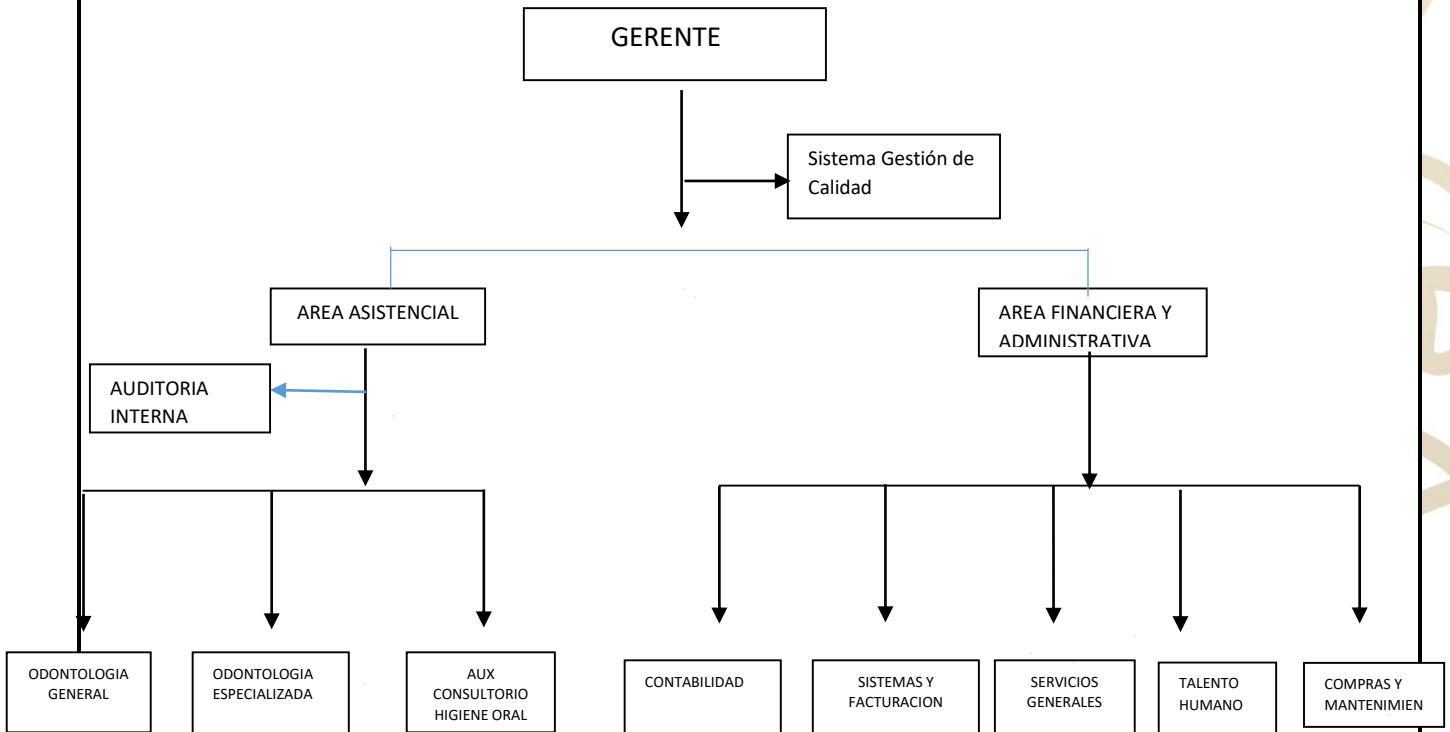 GERENTE
Sistema Gestión de
Calidad
AREA ASISTENCIAL
AREA FINANCIERA Y
ADMINISTRATIVA
AUDITORIA
INTERNA
ODONTOLOGIA
GENERAL
ODONTOLOGIA
ESPECIALIZADA
AUX
CONSULTORIO
HIGIENE ORAL
CONTABILIDAD
SISTEMAS Y
FACTURACION
SERVICIOS
GENERALES
TALENTO
HUMANO
COMPRAS Y
MANTENIMIEN